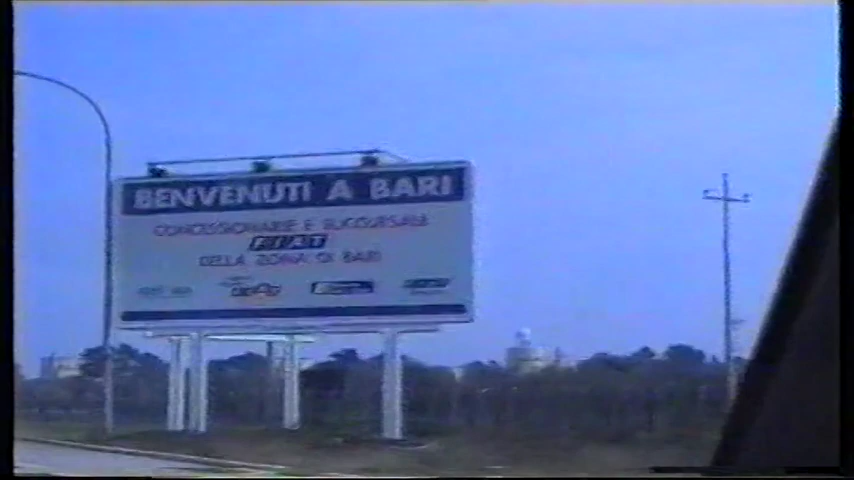 BENVENUTI A BARI
CONCESSIONARIE E SUCCURSALI
FIAT
DELLA ZONA DI BARI